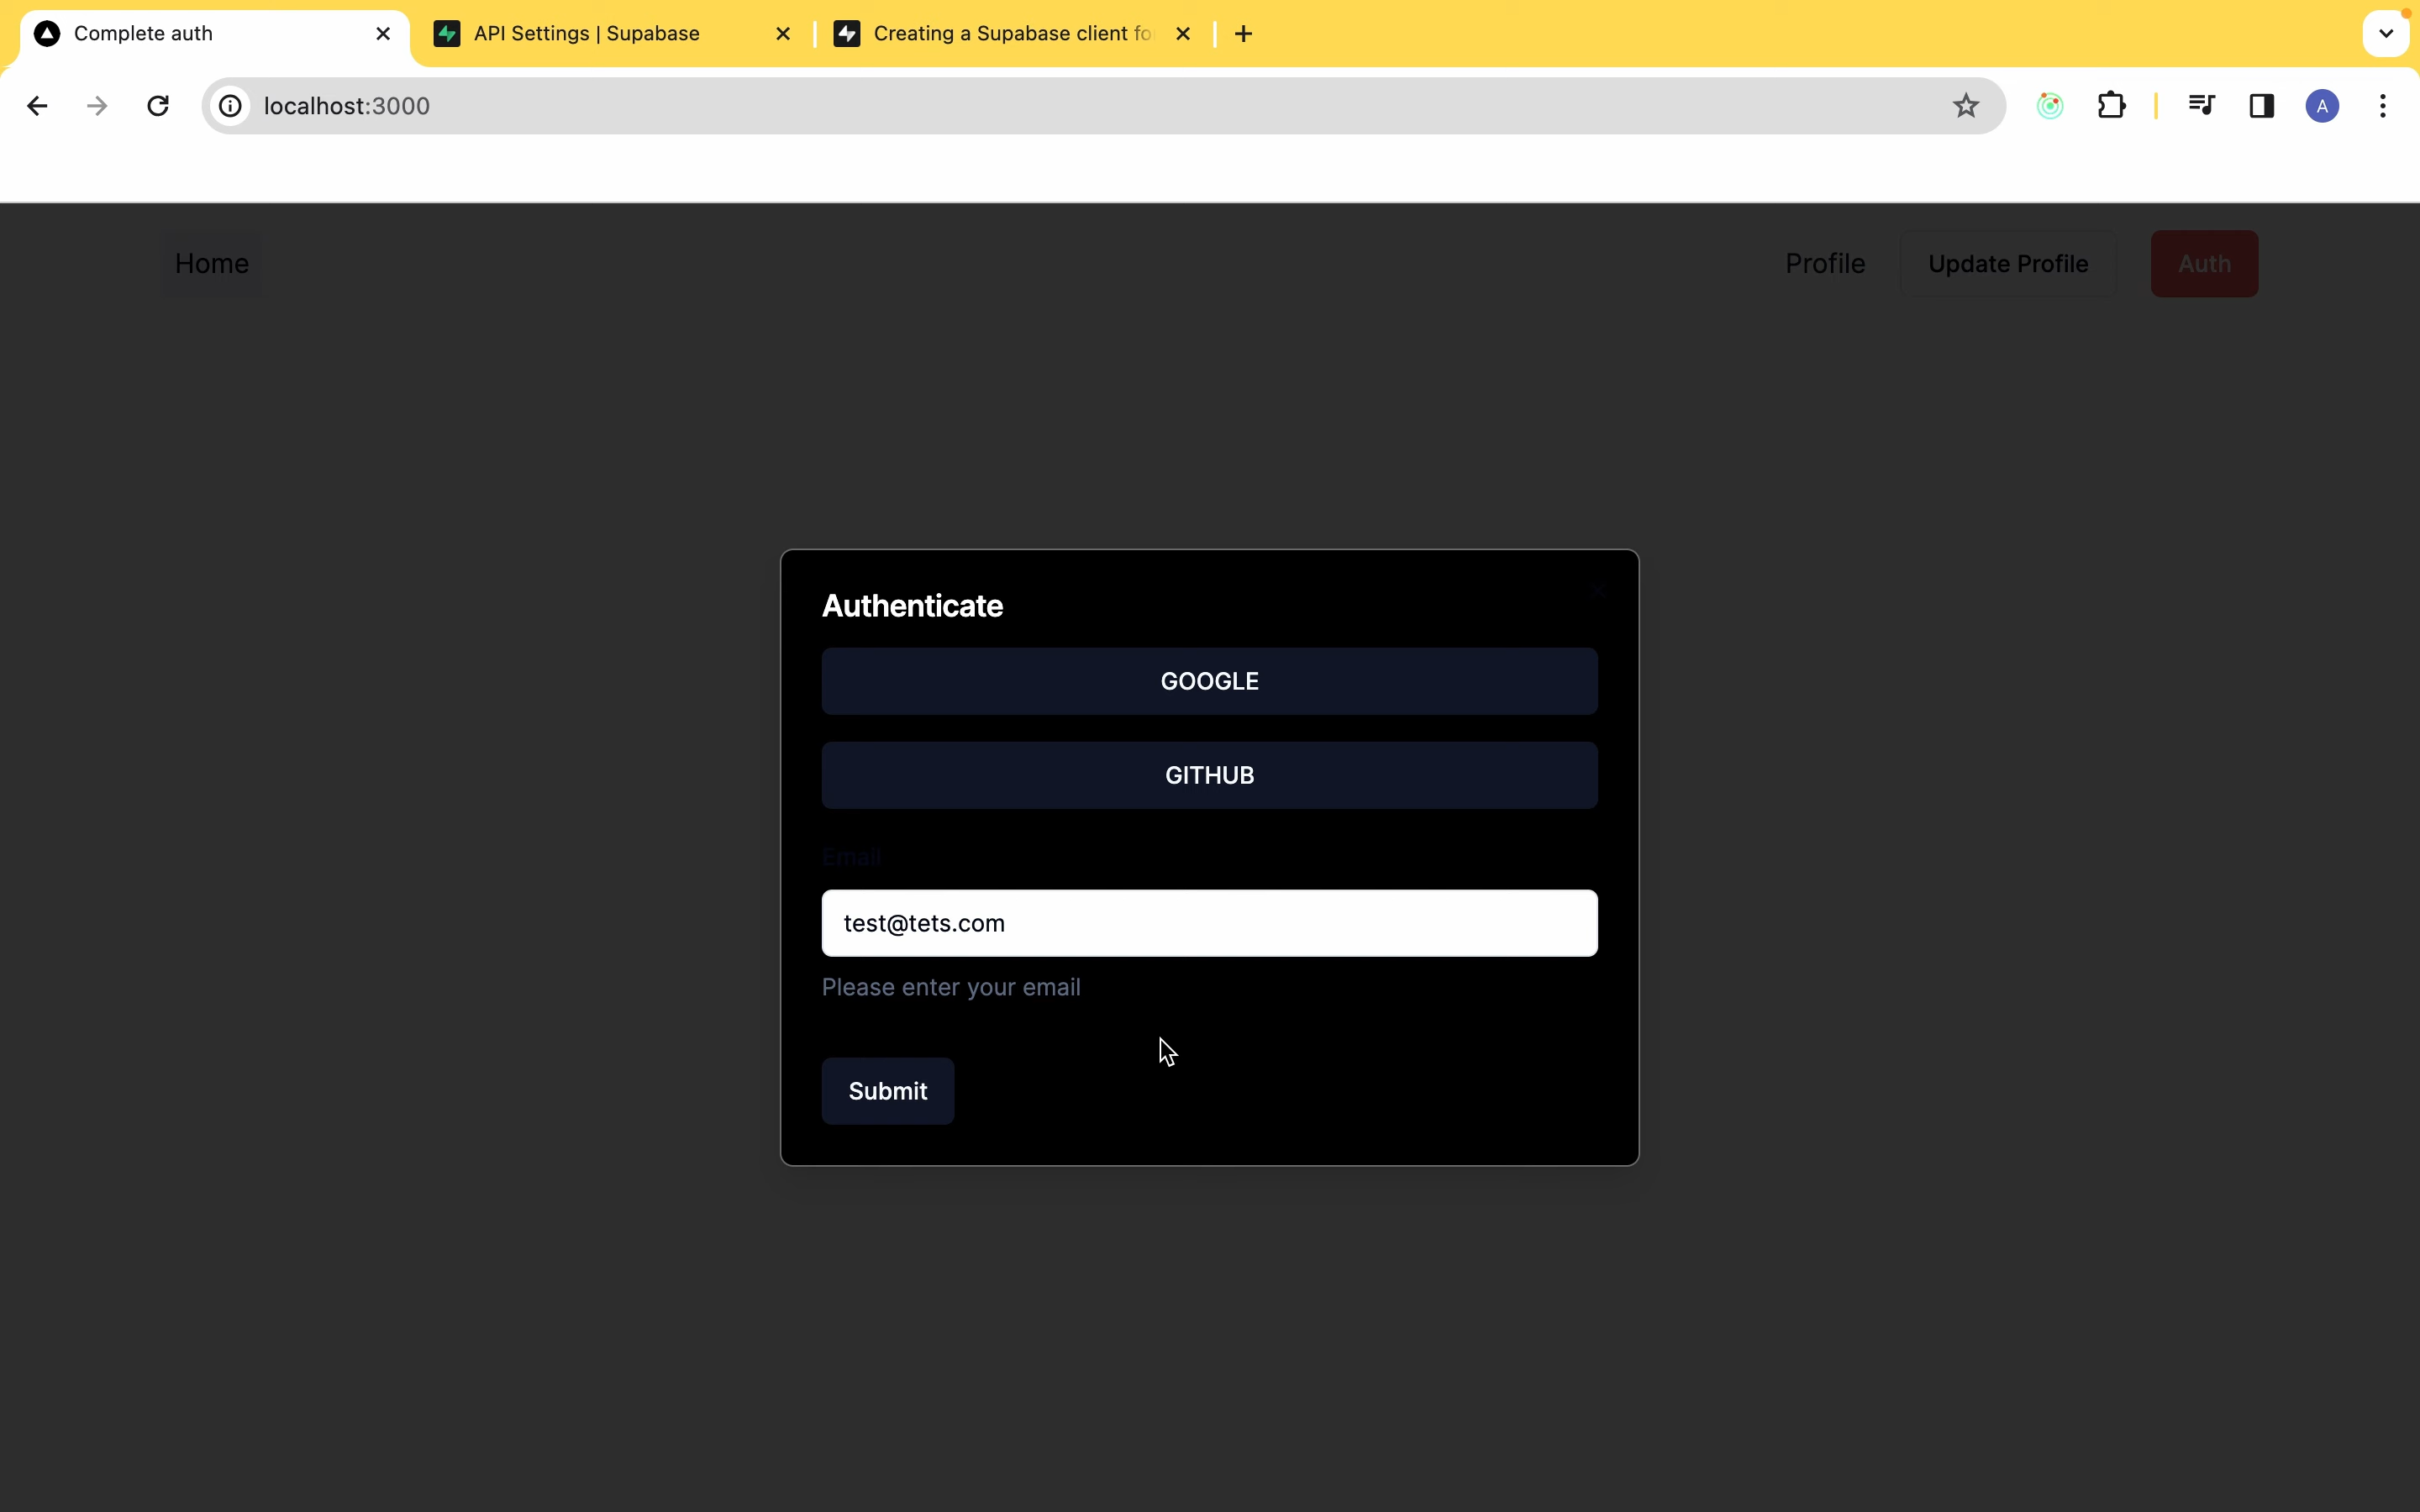 Complete auth
API Settings | Supabase
Creating a Supabase client fo
localhost:3000
A
Home
Profile
Update Profile
Auth
Authenticate
GOOGLE
GITHUB
Email
test@tets.com
Please enter your email
Submit